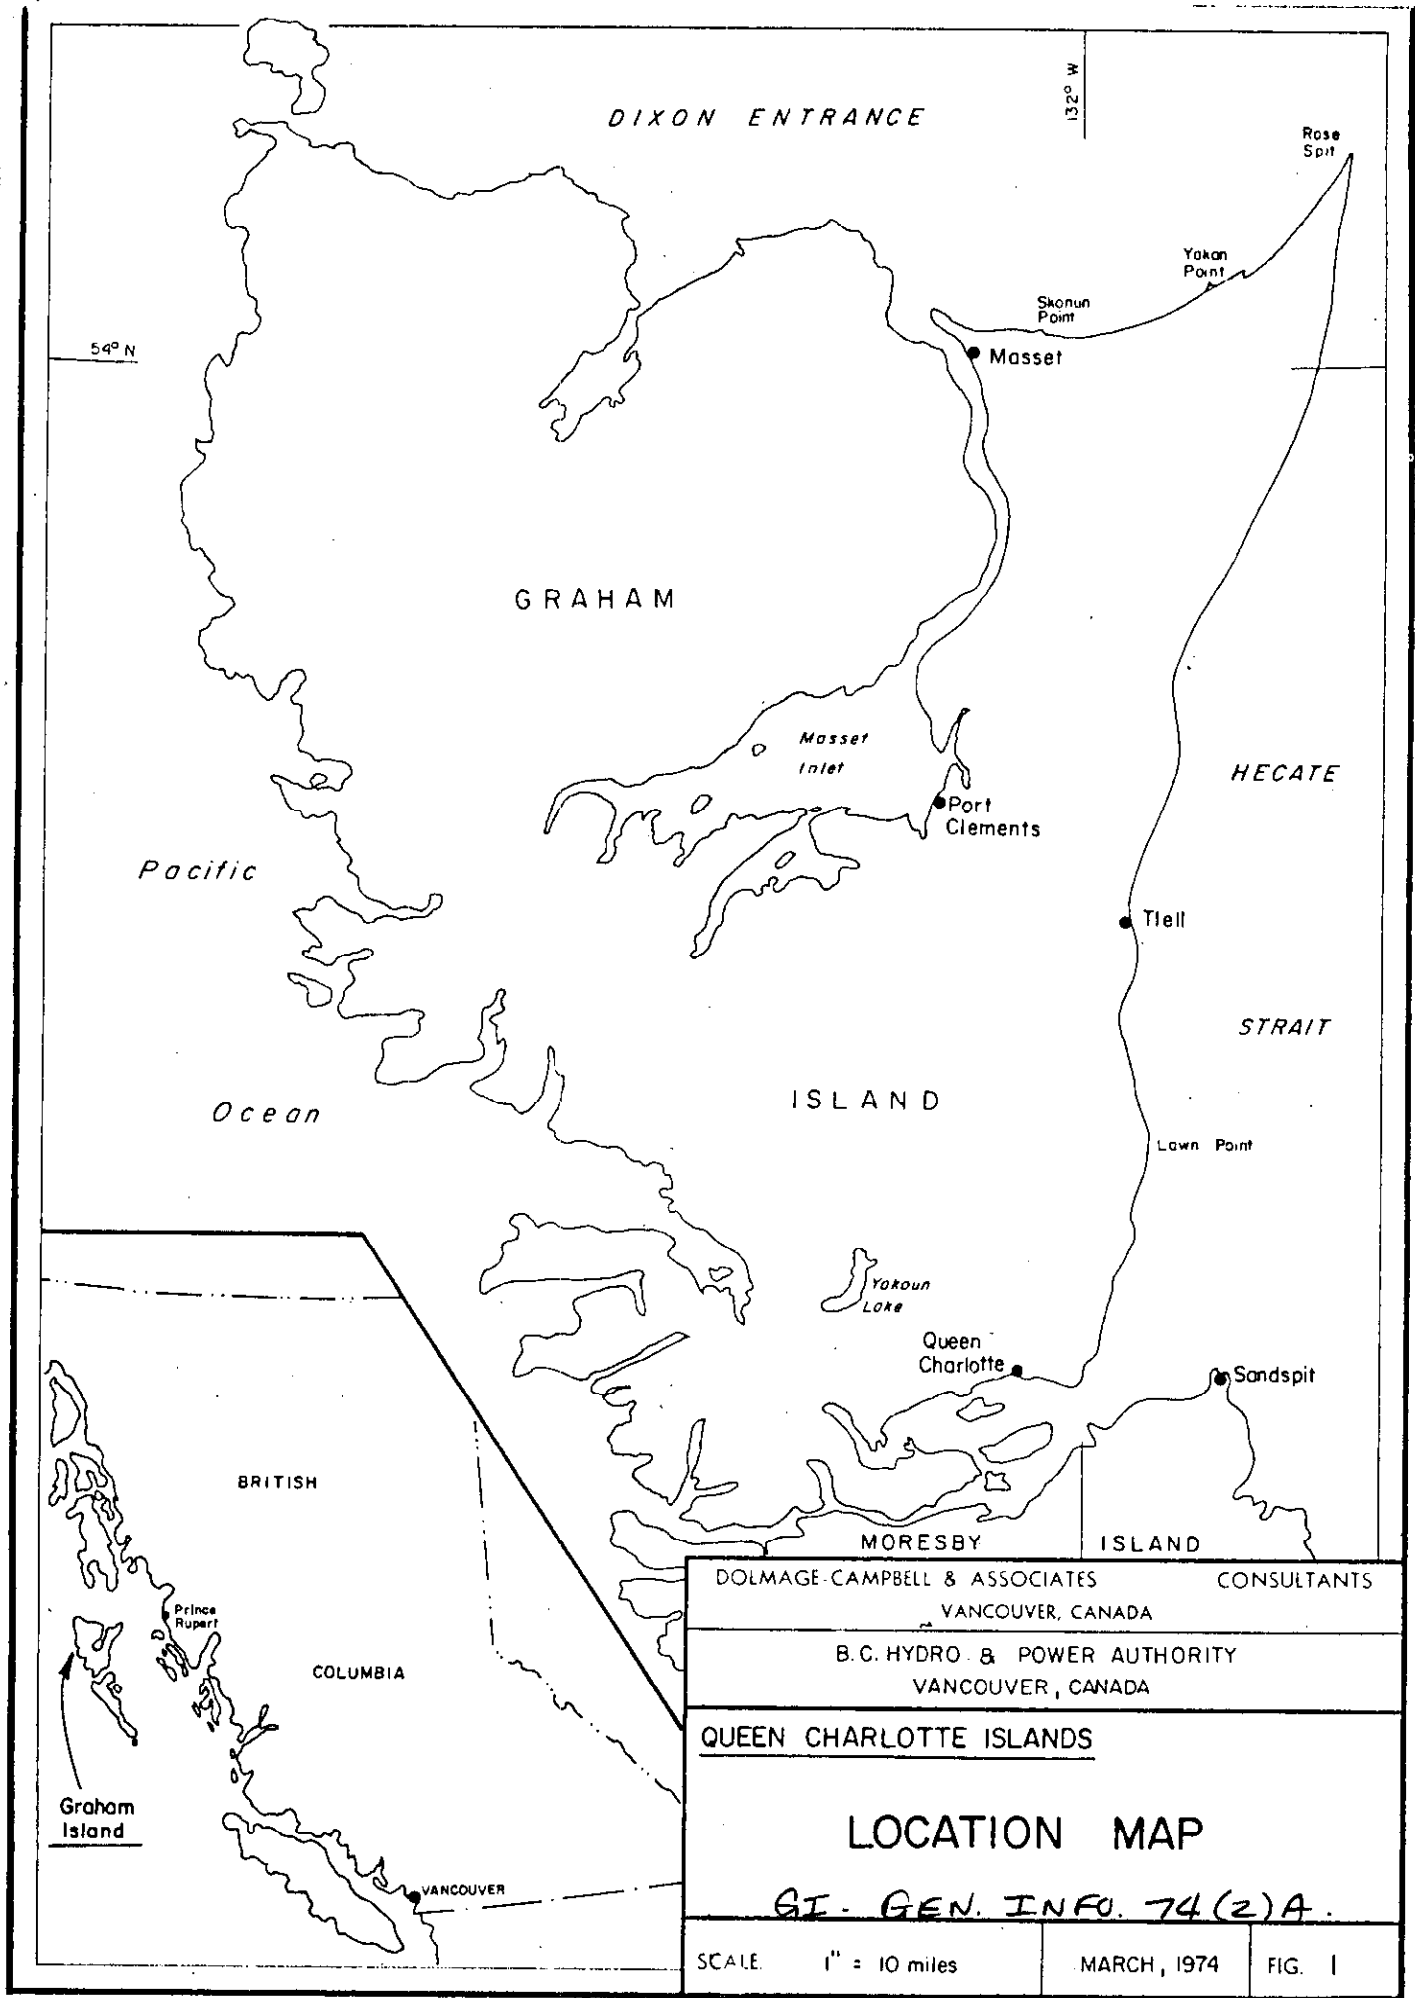 DIXON ENTRANCE
132° W
Rose
Spit
Yakan
Point
Skonun
Point
54° N
Masset
GRAHAM
Masset
Inlet
HECATE
Port
Clements
Pacific
Tlell
STRAIT
Ocean
ISLAND
Lawn Point
Yakoun
Lake
Queen
Charlotte
Sandspit
BRITISH
MORESBY ISLAND
Prince
Rupert
COLUMBIA
Graham
Island
VANCOUVER
DOLMAGE-CAMPBELL & ASSOCIATES CONSULTANTS
VANCOUVER, CANADA
B.C. HYDRO & POWER AUTHORITY
VANCOUVER, CANADA
QUEEN CHARLOTTE ISLANDS
LOCATION MAP
GI- GEN. INFO. 74(2)A.
SCALE 1" = 10 miles
MARCH, 1974
FIG. 1